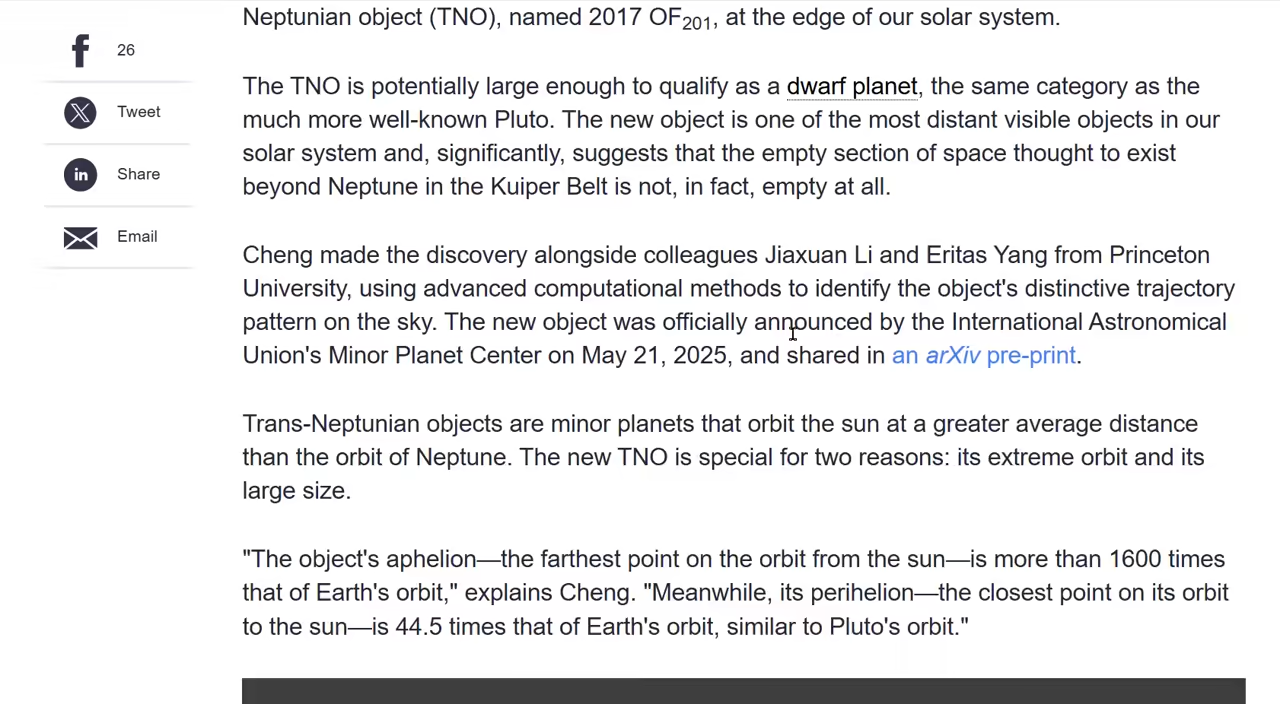 Neptunian object (TNO), named 2017 OF201, at the edge of our solar system.
26
Tweet
Share
in
Email
The TNO is potentially large enough to qualify as a dwarf planet, the same category as the
much more well-known Pluto. The new object is one of the most distant visible objects in our
solar system and, significantly, suggests that the empty section of space thought to exist
beyond Neptune in the Kuiper Belt is not, in fact, empty at all.
Cheng made the discovery alongside colleagues Jiaxuan Li and Eritas Yang from Princeton
University, using advanced computational methods to identify the object's distinctive trajectory
pattern on the sky. The new object was officially announced by the International Astronomical
Union's Minor Planet Center on May 21, 2025, and shared in an arXiv pre-print.
Trans-Neptunian objects are minor planets that orbit the sun at a greater average distance
than the orbit of Neptune. The new TNO is special for two reasons: its extreme orbit and its
large size.
"The object's aphelion—the farthest point on the orbit from the sun—is more than 1600 times
that of Earth's orbit," explains Cheng. "Meanwhile, its perihelion—the closest point on its orbit
to the sun—is 44.5 times that of Earth's orbit, similar to Pluto's orbit."